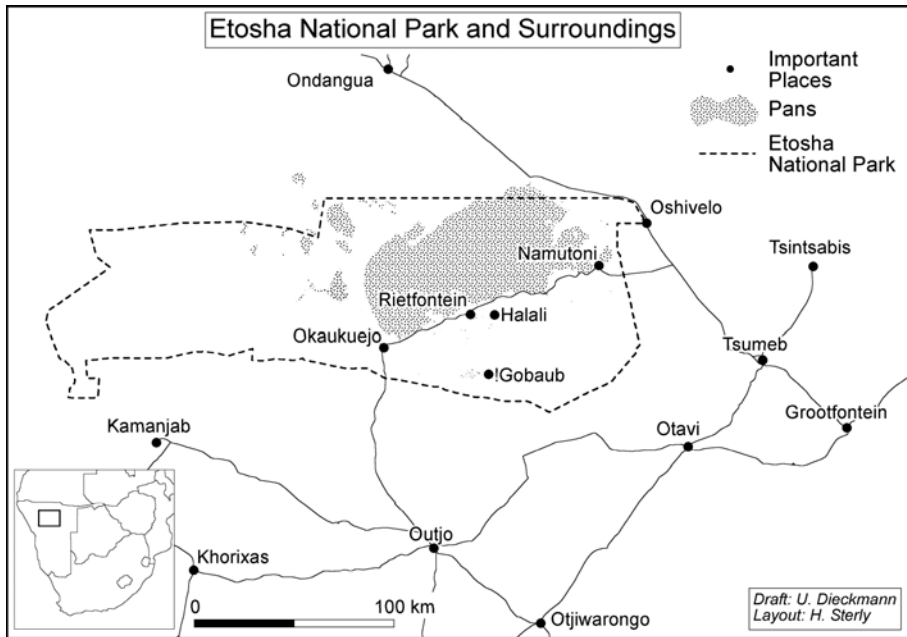 Etosha National Park and Surroundings
Important
Places
Pans
Etosha
National Park
Ondangua
Oshivelo
Tsintsabis
Namutoni
Rietfontein
Halali
Okaukuejo
Tsumeb
!Gobaub
Grootfontein
Kamanjab
Otavi
Outjo
Khorixas
0
100 km
Otjiwarongo
Draft: U. Dieckmann
Layout: H. Sterly